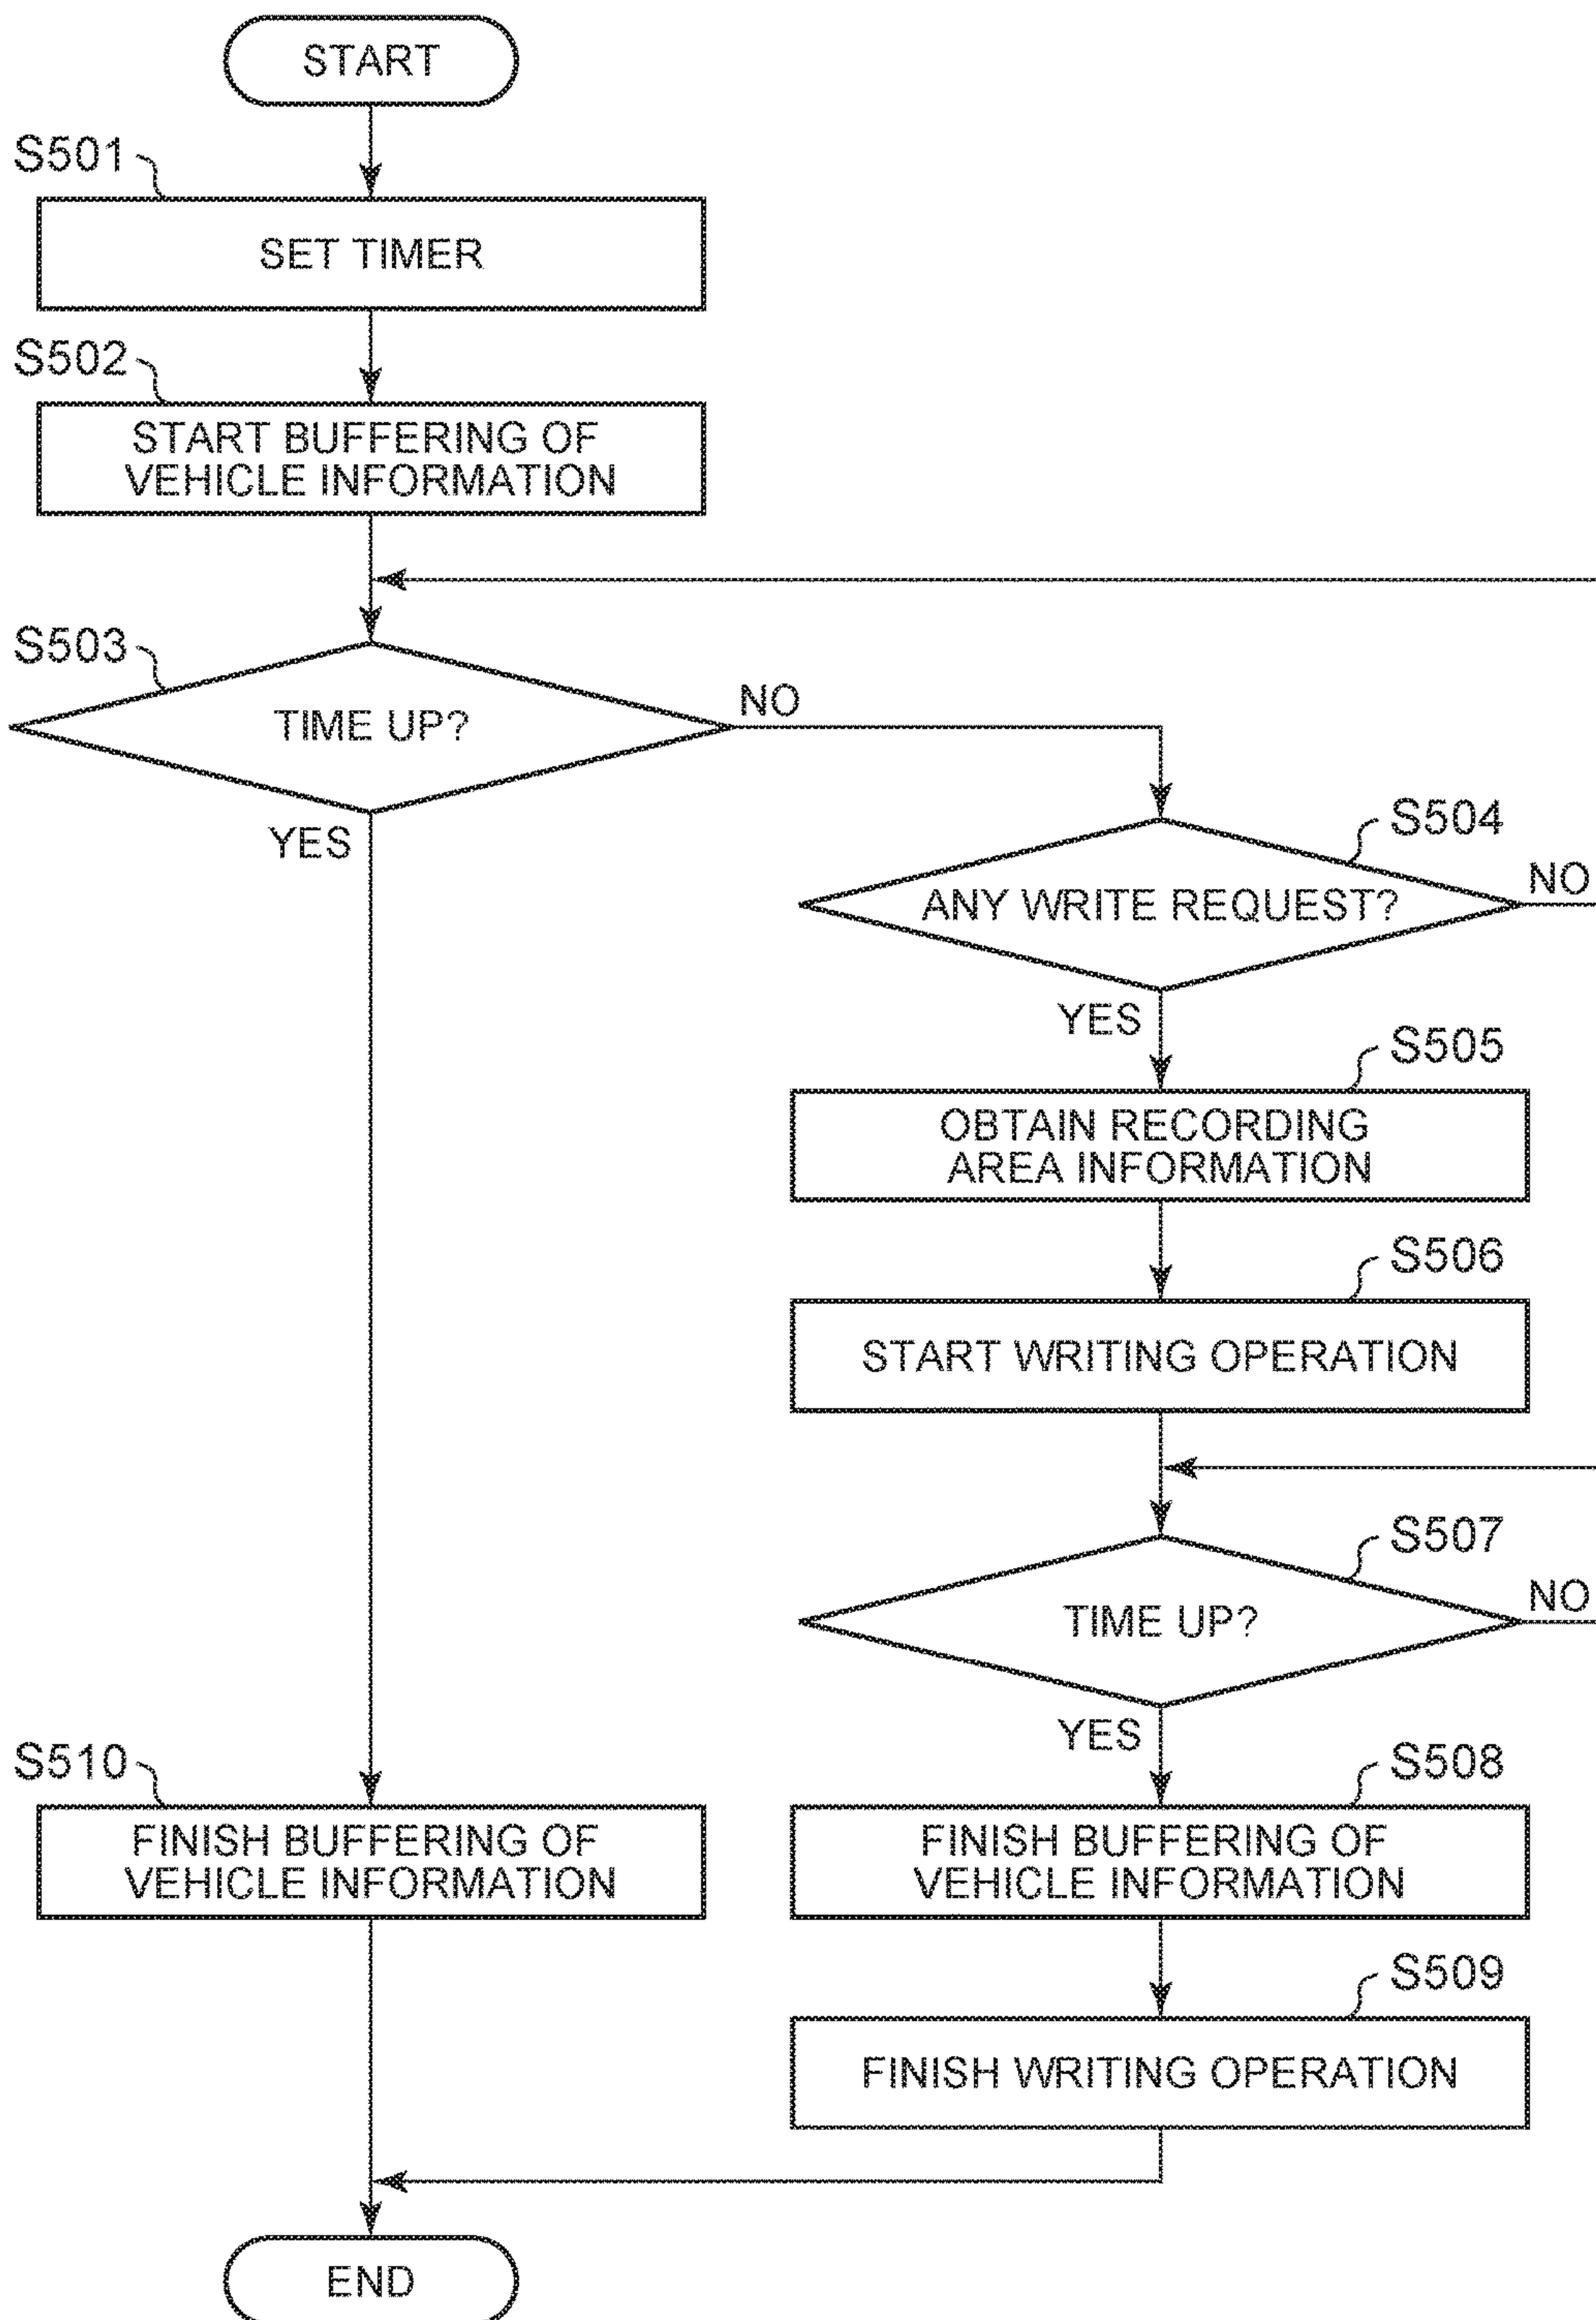 START
S501
SET TIMER
S502
START BUFFERING OF
VEHICLE INFORMATION
S503
TIME UP?
NO
YES
S504
ANY WRITE REQUEST?
NO
YES
S505
OBTAIN RECORDING
AREA INFORMATION
S506
START WRITING OPERATION
S507
TIME UP?
NO
YES
S510
FINISH BUFFERING OF
VEHICLE INFORMATION
S508
FINISH BUFFERING OF
VEHICLE INFORMATION
S509
FINISH WRITING OPERATION
END